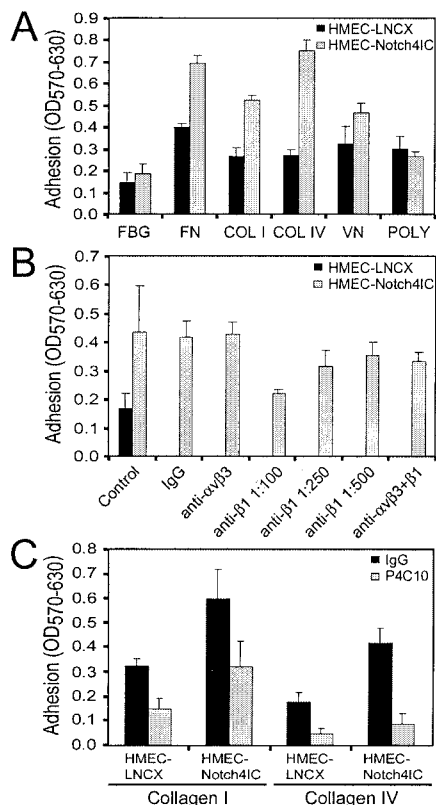 A
Adhesion (OD570-630)
0.8
0.7
0.6
0.5
0.4
0.3
0.2
0.1
0.0
HMEC-LNCX
HMEC-Notch4IC
FBG FN COL I COL IV VN POLY
B
Adhesion (OD570-630)
0.7
0.6
0.5
0.4
0.3
0.2
0.1
0.0
HMEC-LNCX
HMEC-Notch4IC
Control
IgG
anti-αvβ3
anti-β1 1:100
anti-β1 1:250
anti-β1 1:500
anti-αvβ3+β1
C
Adhesion (OD570-630)
0.8
0.7
0.6
0.5
0.4
0.3
0.2
0.1
0.0
IgG
P4C10
HMEC-LNCX
HMEC-Notch4IC
HMEC-LNCX
HMEC-Notch4IC
Collagen I
Collagen IV